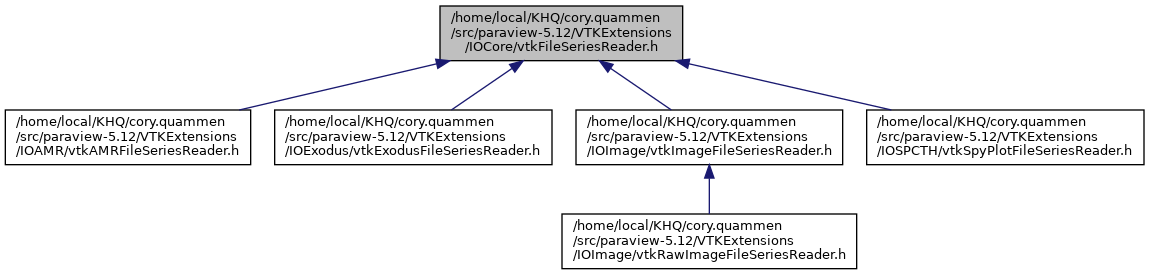 /home/local/KHQ/cory.quammen
/src/paraview-5.12/VTKExtensions
/IOCore/vtkFileSeriesReader.h
/home/local/KHQ/cory.quammen
/src/paraview-5.12/VTKExtensions
/IOAMR/vtkAMRFileSeriesReader.h
/home/local/KHQ/cory.quammen
/src/paraview-5.12/VTKExtensions
/IOExodus/vtkExodusFileSeriesReader.h
/home/local/KHQ/cory.quammen
/src/paraview-5.12/VTKExtensions
/IOImage/vtkImageFileSeriesReader.h
/home/local/KHQ/cory.quammen
/src/paraview-5.12/VTKExtensions
/IOSPCTH/vtkSpyPlotFileSeriesReader.h
/home/local/KHQ/cory.quammen
/src/paraview-5.12/VTKExtensions
/IOImage/vtkRawImageFileSeriesReader.h